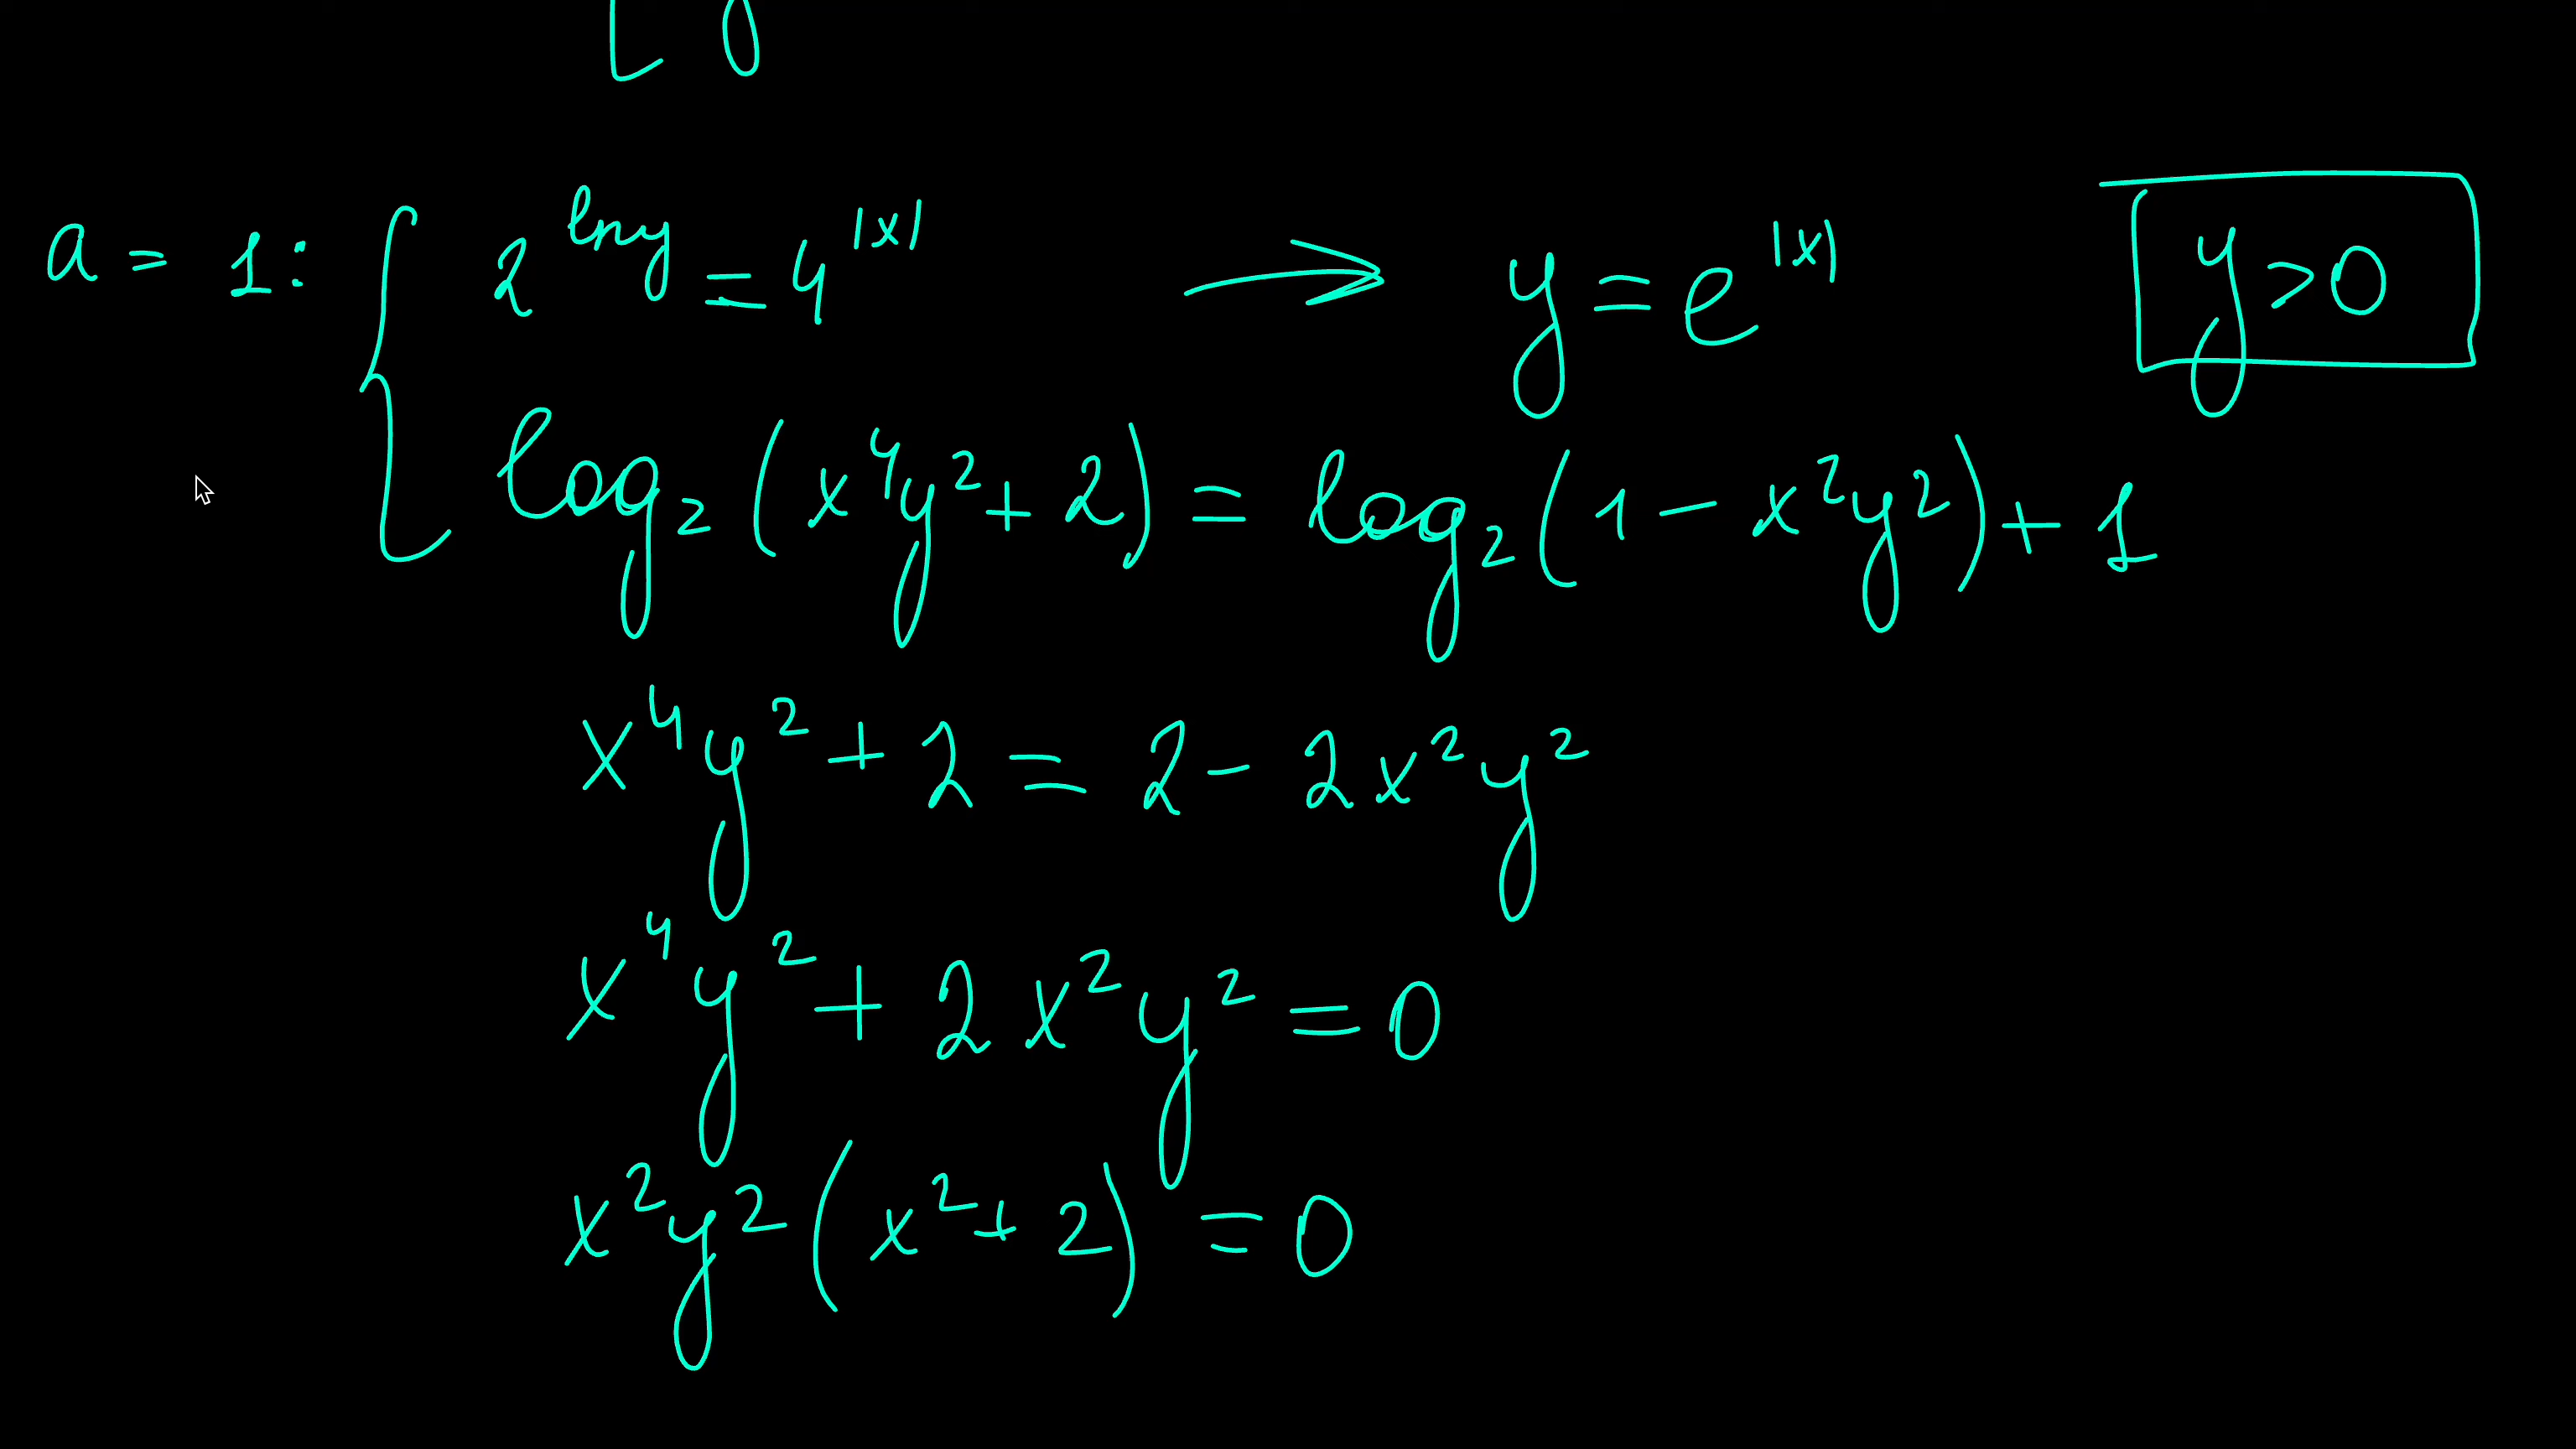 a = 1: { 2^{ln y} = 4^{|x|} → y = e^{|x|} y > 0
log₂(x⁴y² + 2) = log₂(1 − x²y²) + 1
x⁴y² + 2 = 2 − 2x²y²
x⁴y² + 2x²y² = 0
x²y²(x² + 2) = 0